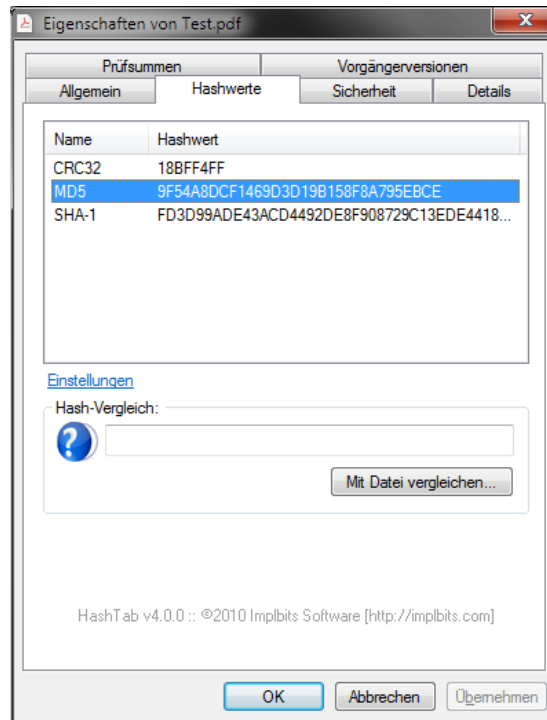 Eigenschaften von Test.pdf
Prüfsummen Vorgängerversionen
Allgemein Hashwerte Sicherheit Details
Name Hashwert
CRC32 18BFF4FF
MD5 9F54A8DCF1469D3D19B158F8A795EBCE
SHA-1 FD3D99ADE43ACD4492DE8F908729C13EDE4418...
Einstellungen
Hash-Vergleich:
Mit Datei vergleichen...
HashTab v4.0.0 :: ©2010 Implbits Software [http://implbits.com]
OK Abbrechen Übernehmen